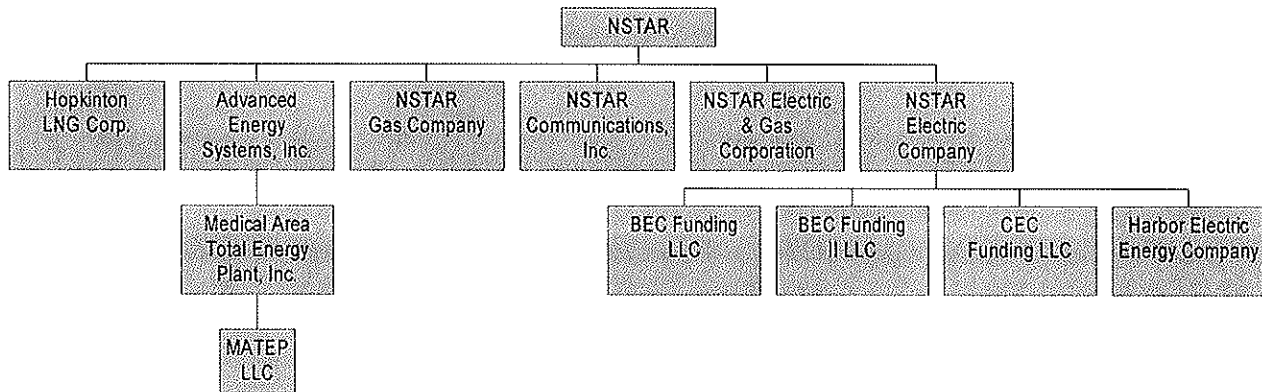 NSTAR
Hopkinton
LNG Corp.
Advanced
Energy
Systems, Inc.
NSTAR
Gas Company
NSTAR
Communications,
Inc.
NSTAR Electric
& Gas
Corporation
NSTAR
Electric
Company
Medical Area
Total Energy
Plant, Inc.
BEC Funding
LLC
BEC Funding
II LLC
CEC
Funding LLC
Harbor Electric
Energy Company
MATEP
LLC